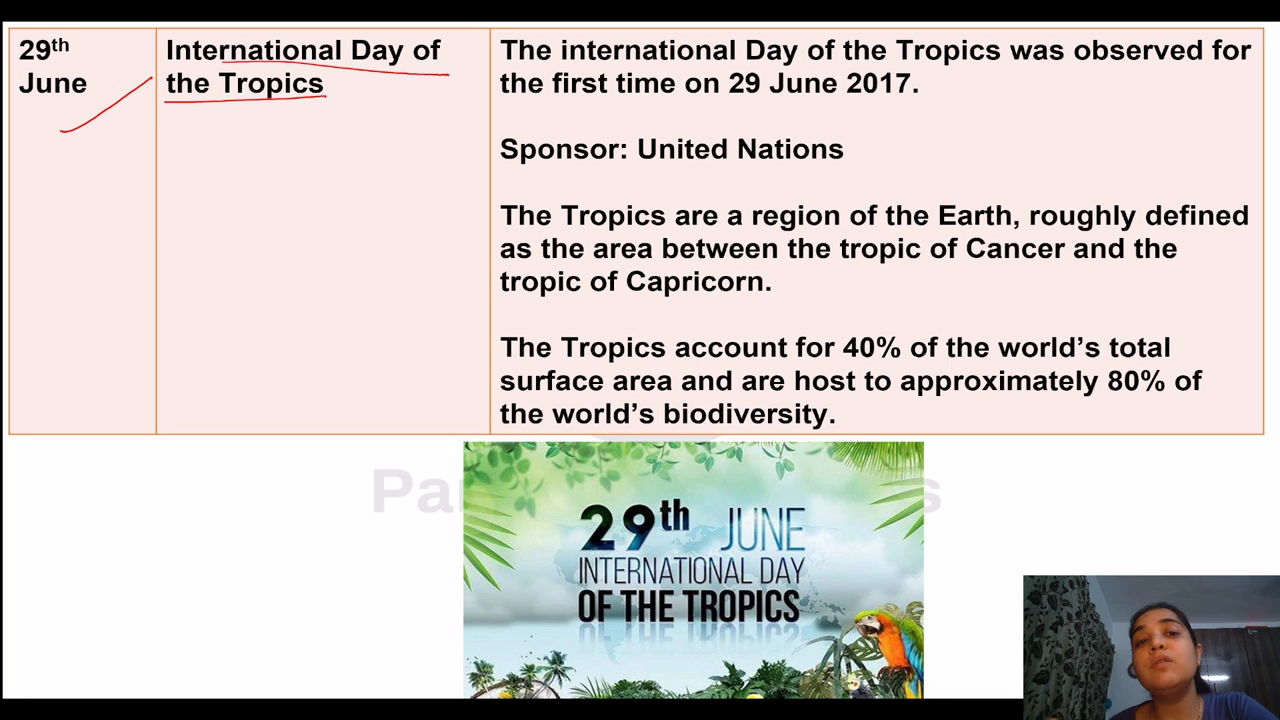 29th
June
International Day of
the Tropics
The international Day of the Tropics was observed for
the first time on 29 June 2017.
Sponsor: United Nations
The Tropics are a region of the Earth, roughly defined
as the area between the tropic of Cancer and the
tropic of Capricorn.
The Tropics account for 40% of the world’s total
surface area and are host to approximately 80% of
the world’s biodiversity.
29th JUNE
INTERNATIONAL DAY
OF THE TROPICS